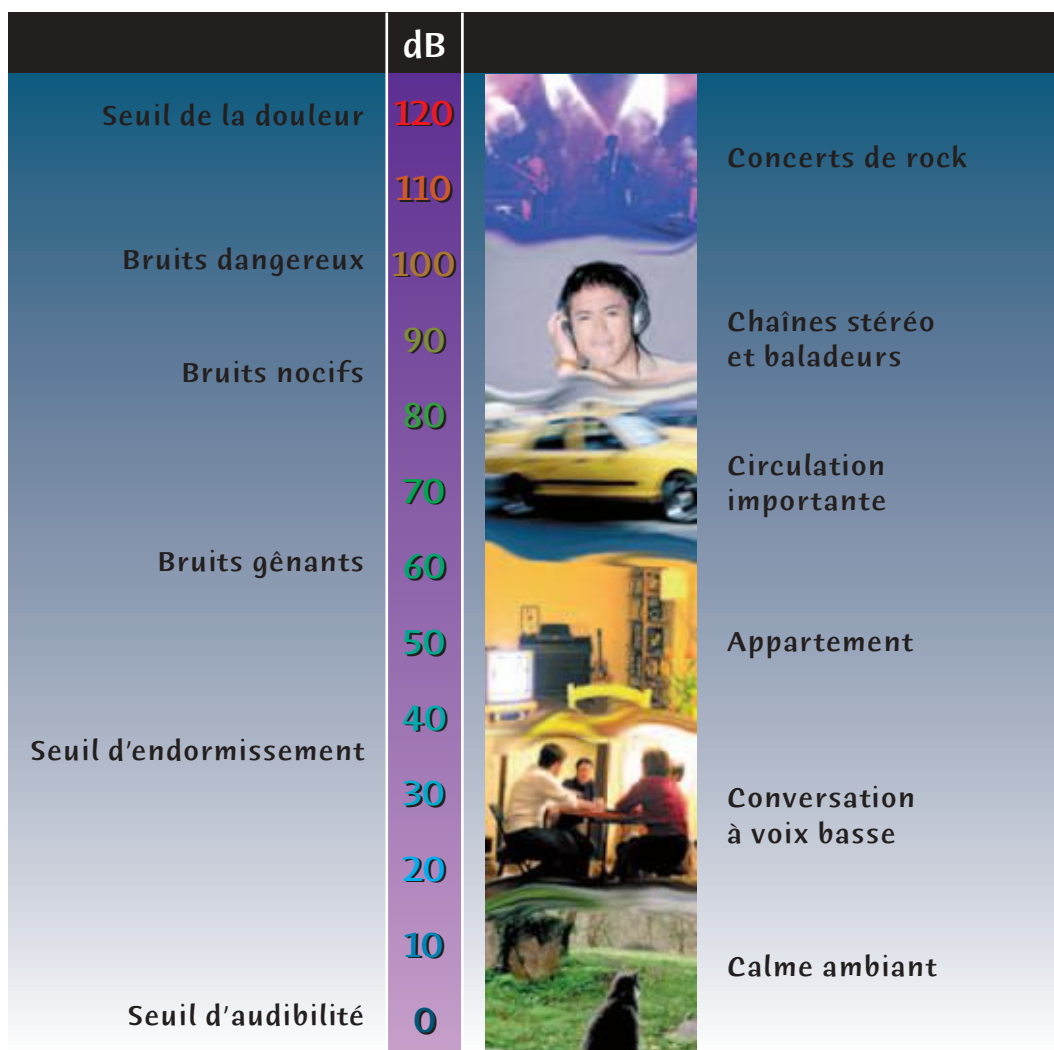 dB
Seuil de la douleur
120
Concerts de rock
110
Bruits dangereux
100
Chaînes stéréo
et baladeurs
90
Bruits nocifs
80
Circulation
importante
70
Bruits gênants
60
50
Appartement
40
Seuil d'endormissement
30
Conversation
à voix basse
20
10
Calme ambiant
Seuil d'audibilité
0